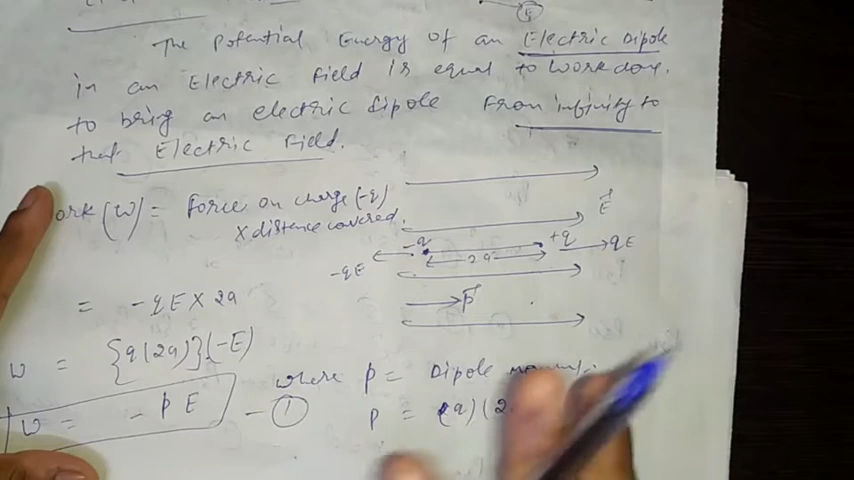 E
The Potential Energy of an Electric Dipole
in an Electric Field is equal to work done.
to bring an electric dipole From infinity to
that Electric Field.
ork (W) = Force on charge (-q)
x distance covered.
E
-q +q
-qE 2a qE
= -qE x 2a
P
W = {q(2a)}(-E)
where P = Dipole
W = - P E - 1
P = (q)(2